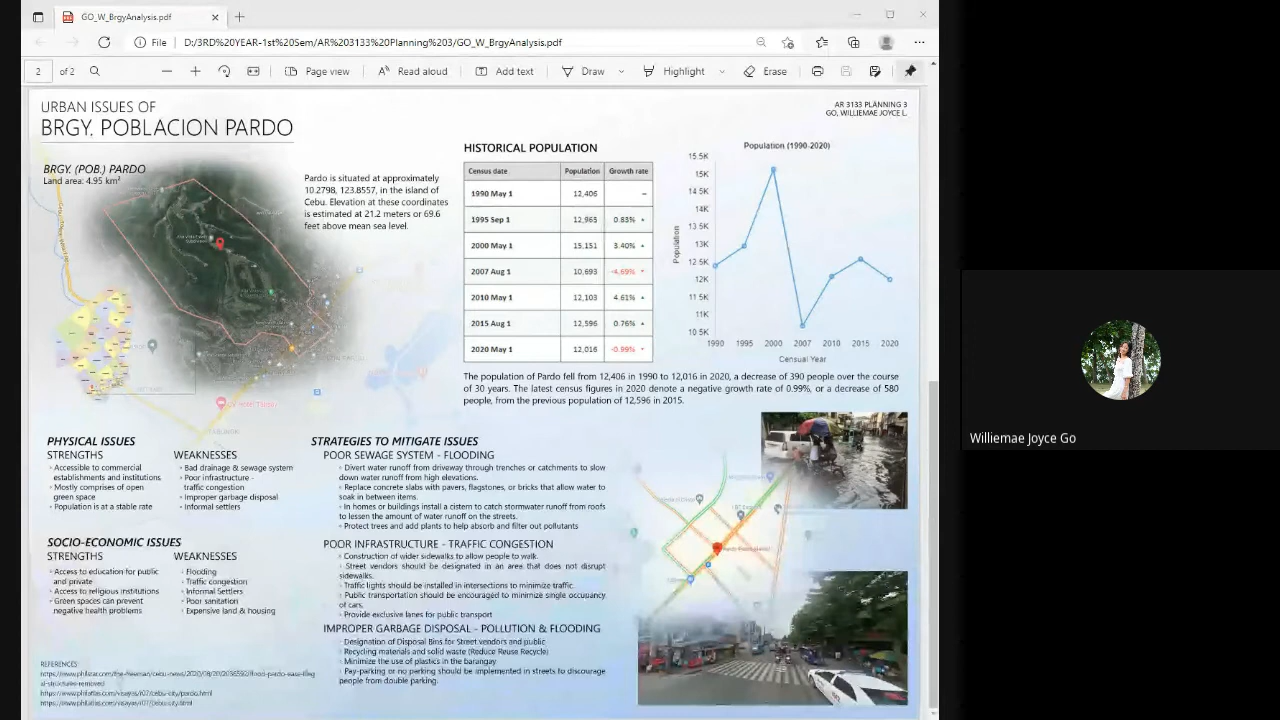 GO_W_BrgyAnalysis.pdf
File
D:/3RD%20YEAR-1st%20Sem/AR%203133%20Planning%203/GO_W_BrgyAnalysis.pdf
2 of 2
Page view
Read aloud
Add text
Draw
Highlight
Erase
URBAN ISSUES OF
BRGY. POBLACION PARDO
AR 3133 PLANNING 3
GO, WILLIEMAE JOYCE L.
BRGY. (POB.) PARDO
Land area: 4.95 km²
Pardo is situated at approximately
10.2798, 123.8557, in the island of
Cebu. Elevation at these coordinates
is estimated at 21.2 meters or 69.6
feet above mean sea level.
HISTORICAL POPULATION
Census date Population Growth rate
1990 May 1 12,406 –
1995 Sep 1 12,963 0.83%
2000 May 1 15,151 3.40%
2007 Aug 1 10,693 -4.69%
2010 May 1 12,103 4.61%
2015 Aug 1 12,596 0.76%
2020 May 1 12,016 -0.99%
Population (1990-2020)
Population
15.5K
15K
14.5K
14K
13.5K
13K
12.5K
12K
11.5K
11K
10.5K
1990 1995 2000 2007 2010 2015 2020
Censual Year
The population of Pardo fell from 12,406 in 1990 to 12,016 in 2020, a decrease of 390 people over the course
of 30 years. The latest census figures in 2020 denote a negative growth rate of 0.99%, or a decrease of 580
people, from the previous population of 12,596 in 2015.
PHYSICAL ISSUES
STRENGTHS
◦ Accessible to commercial
establishments and institutions.
◦ Mostly comprises of open
green space
◦ Population is at a stable rate
WEAKNESSES
◦ Bad drainage & sewage system
◦ Poor infrastructure -
traffic congestion
◦ Improper garbage disposal
◦ Informal settlers
SOCIO-ECONOMIC ISSUES
STRENGTHS
◦ Access to education for public
and private
◦ Access to religious institutions
◦ Green spaces can prevent
negative health problems
WEAKNESSES
◦ Flooding
◦ Traffic congestion
◦ Informal Settlers
◦ Poor sanitation
◦ Expensive land & housing
STRATEGIES TO MITIGATE ISSUES
POOR SEWAGE SYSTEM - FLOODING
◦ Divert water runoff from driveway through trenches or catchments to slow
down water runoff from high elevations.
◦ Replace concrete slabs with pavers, flagstones, or bricks that allow water to
soak in between items.
◦ In homes or buildings install a cistern to catch stormwater runoff from roofs
to lessen the amount of water runoff on the streets.
◦ Protect trees and add plants to help absorb and filter out pollutants
POOR INFRASTRUCTURE - TRAFFIC CONGESTION
◦ Construction of wider sidewalks to allow people to walk.
◦ Street vendors should be designated in an area that does not disrupt
sidewalks.
◦ Traffic lights should be installed in intersections to minimize traffic.
◦ Public transportation should be encouraged to minimize single occupancy
of cars.
◦ Provide exclusive lanes for public transport
IMPROPER GARBAGE DISPOSAL - POLLUTION & FLOODING
◦ Designation of Disposal Bins for Street vendors and public
◦ Recycling materials and solid waste (Reduce Reuse Recycle)
◦ Minimize the use of plastics in the barangay
◦ Pay-parking or no parking should be implemented in streets to discourage
people from double parking.
REFERENCES:
https://www.philatlas.com/visayas/r07/cebu-city/pardo.html
https://www.philatlas.com/visayas/r07/cebu-city.html
Williemae Joyce Go